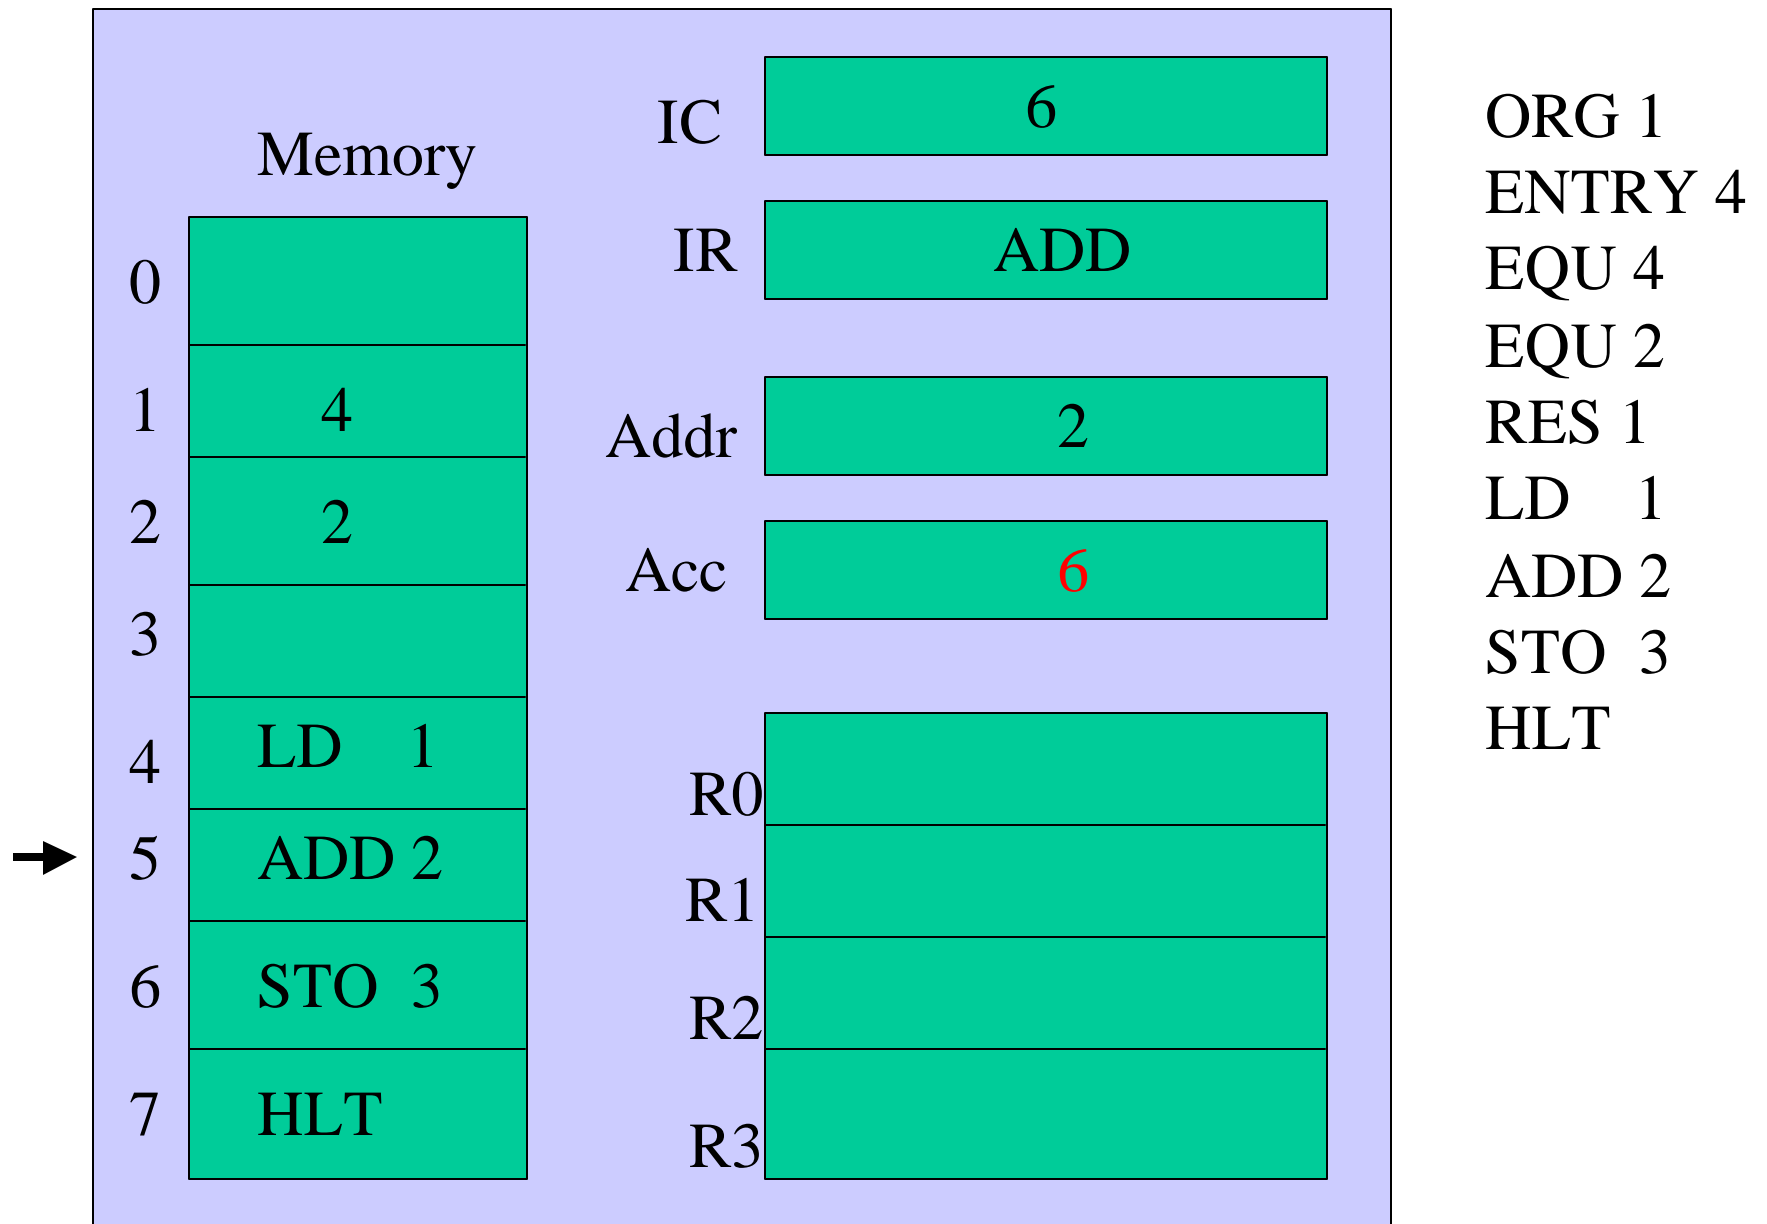 Memory
0
1 4
2 2
3
4 LD 1
5 ADD 2
6 STO 3
7 HLT
IC 6
IR ADD
Addr 2
Acc 6
R0
R1
R2
R3
ORG 1
ENTRY 4
EQU 4
EQU 2
RES 1
LD 1
ADD 2
STO 3
HLT